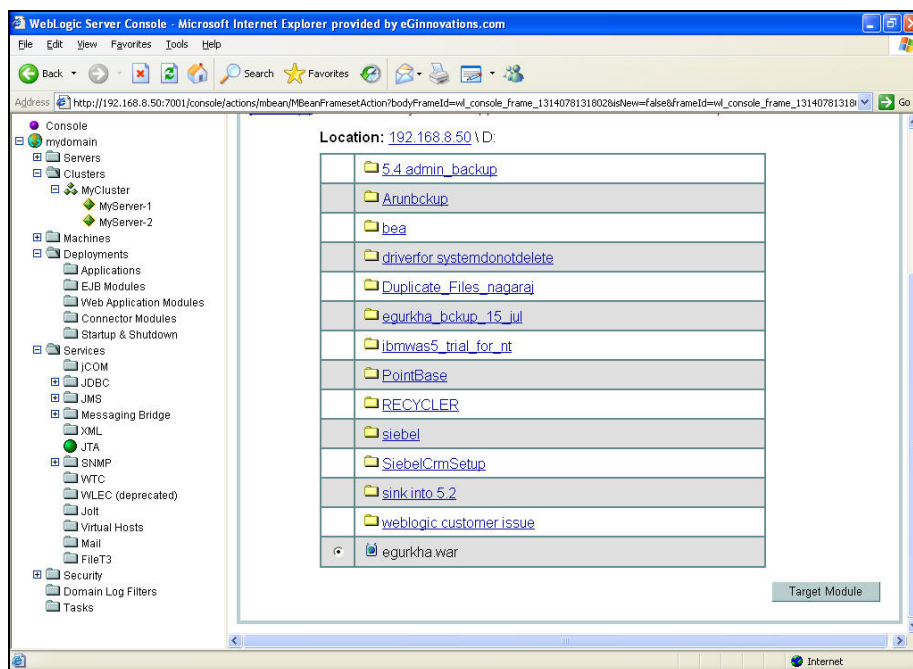 WebLogic Server Console - Microsoft Internet Explorer provided by eGinnovations.com
File Edit View Favorites Tools Help
Back Search Favorites
Address http://192.168.8.50:7001/console/actions/mbean/MBeanFramesetAction?bodyFrameId=wl_console_frame_1314078131802&isNew=false&frameId=wl_console_frame_131407813180 Go
Console
mydomain
Servers
Clusters
MyCluster
MyServer-1
MyServer-2
Machines
Deployments
Applications
EJB Modules
Web Application Modules
Connector Modules
Startup & Shutdown
Services
jCOM
JDBC
JMS
Messaging Bridge
XML
JTA
SNMP
WTC
WLEC (deprecated)
Jolt
Virtual Hosts
Mail
FileT3
Security
Domain Log Filters
Tasks
Location: 192.168.8.50 \ D:
5.4 admin_backup
Arunbckup
bea
driverfor systemdonotdelete
Duplicate_Files_nagaraj
egurkha_bckup_15_jul
ibmwas5_trial_for_nt
PointBase
RECYCLER
siebel
SiebelCrmSetup
sink into 5.2
weblogic customer issue
egurkha.war
Target Module
Internet